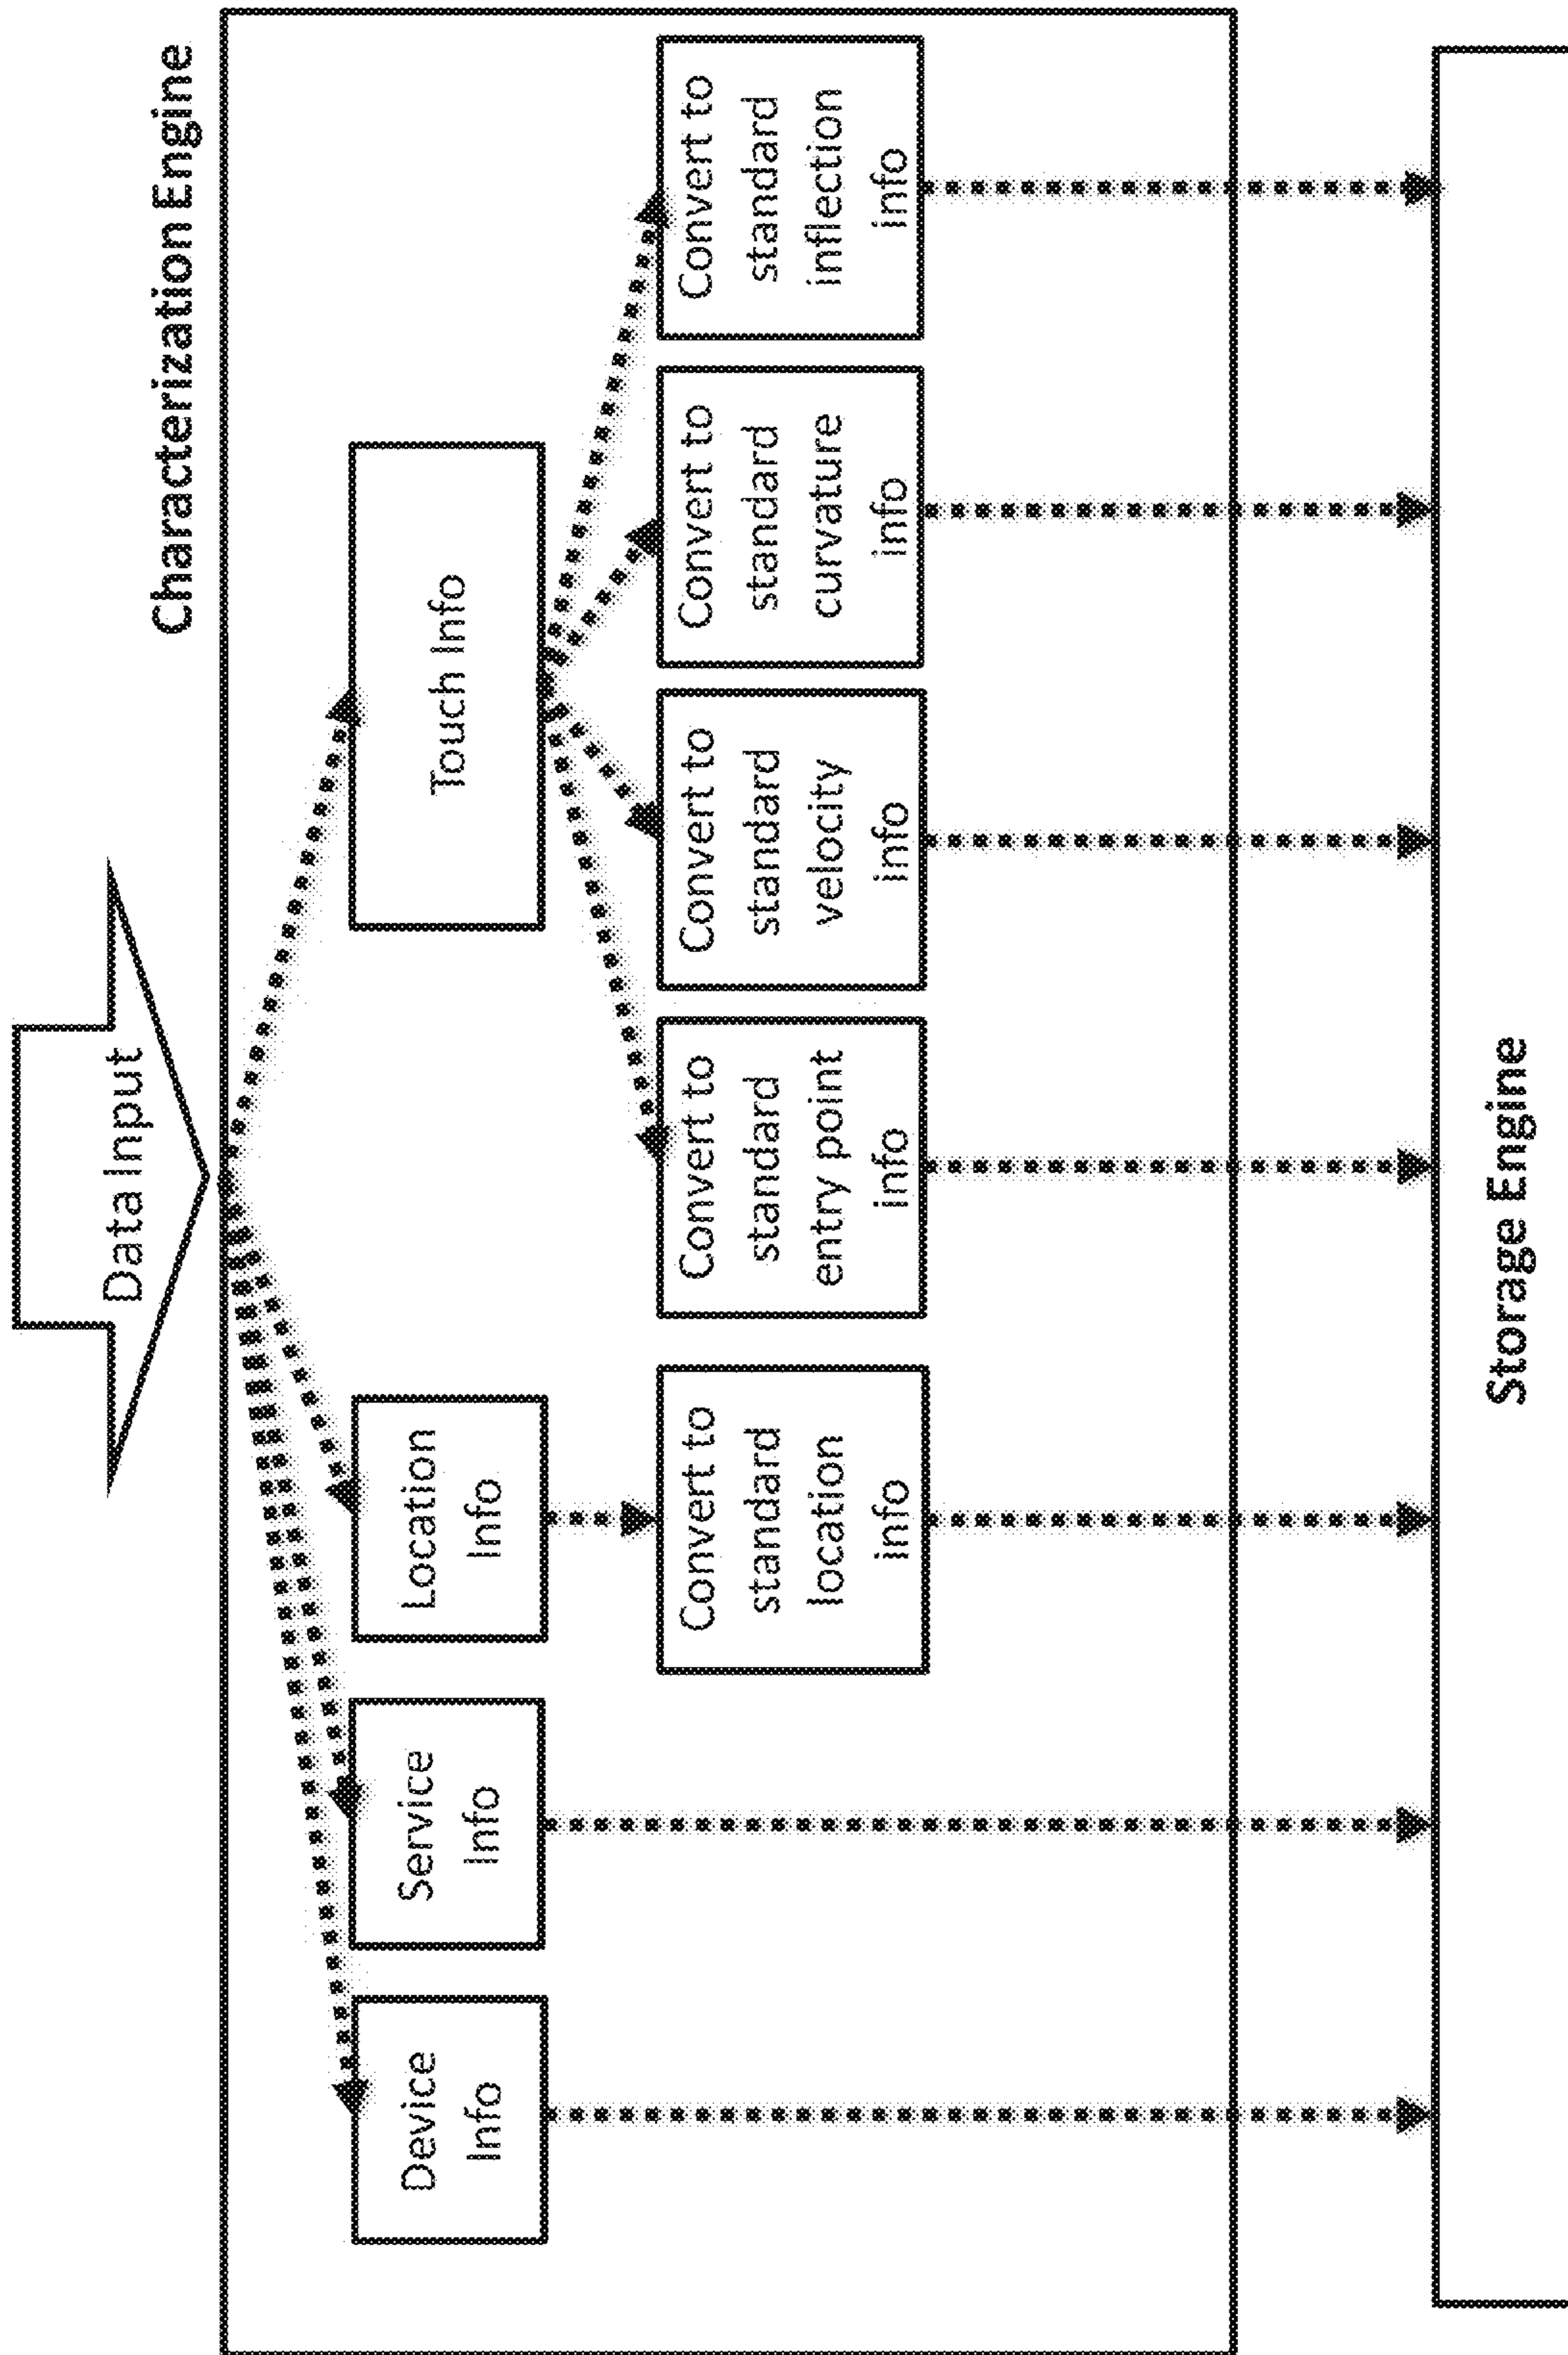 Data Input
Characterization Engine
Device
Info
Service
Info
Location
Info
Touch Info
Convert to
standard
location
info
Convert to
standard
entry point
info
Convert to
standard
velocity
info
Convert to
standard
curvature
info
Convert to
standard
inflection
info
Storage Engine